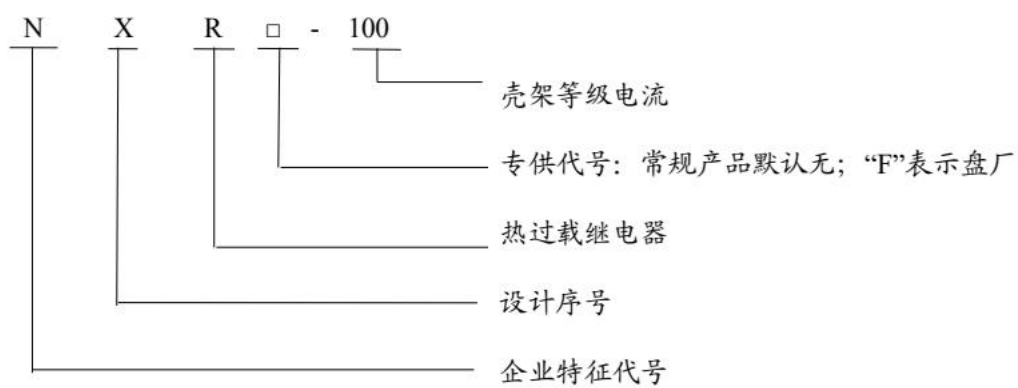 N X R □ - 100
壳架等级电流
专供代号：常规产品默认无；“F”表示盘厂
热过载继电器
设计序号
企业特征代号